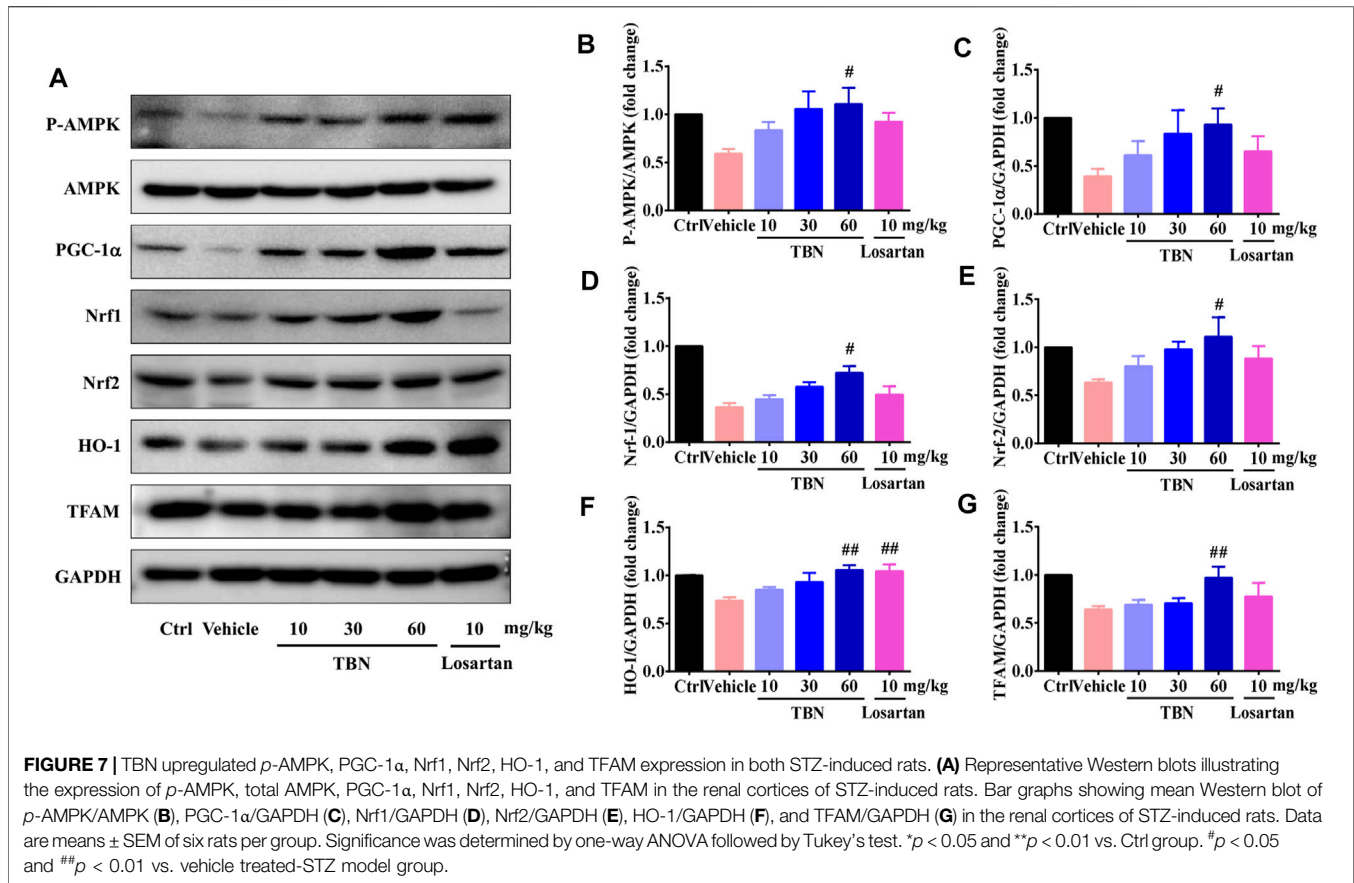 A
P-AMPK
AMPK
PGC-1α
Nrf1
Nrf2
HO-1
TFAM
GAPDH
Ctrl Vehicle 10 30 60 10 mg/kg
TBN Losartan
B
P-AMPK/AMPK (fold change)
1.5
1.0
0.5
0.0
#
Ctrl Vehicle 10 30 60 10 mg/kg
TBN Losartan
C
PGC-1α/GAPDH (fold change)
1.5
1.0
0.5
0.0
#
Ctrl Vehicle 10 30 60 10 mg/kg
TBN Losartan
D
Nrf-1/GAPDH (fold change)
1.5
1.0
0.5
0.0
#
Ctrl Vehicle 10 30 60 10 mg/kg
TBN Losartan
E
Nrf-2/GAPDH (fold change)
1.5
1.0
0.5
0.0
#
Ctrl Vehicle 10 30 60 10 mg/kg
TBN Losartan
F
HO-1/GAPDH (fold change)
1.5
1.0
0.5
0.0
## ##
Ctrl Vehicle 10 30 60 10 mg/kg
TBN Losartan
G
TFAM/GAPDH (fold change)
1.5
1.0
0.5
0.0
##
Ctrl Vehicle 10 30 60 10 mg/kg
TBN Losartan
FIGURE 7 | TBN upregulated p-AMPK, PGC-1α, Nrf1, Nrf2, HO-1, and TFAM expression in both STZ-induced rats. (A) Representative Western blots illustrating
the expression of p-AMPK, total AMPK, PGC-1α, Nrf1, Nrf2, HO-1, and TFAM in the renal cortices of STZ-induced rats. Bar graphs showing mean Western blot of
p-AMPK/AMPK (B), PGC-1α/GAPDH (C), Nrf1/GAPDH (D), Nrf2/GAPDH (E), HO-1/GAPDH (F), and TFAM/GAPDH (G) in the renal cortices of STZ-induced rats. Data
are means ± SEM of six rats per group. Significance was determined by one-way ANOVA followed by Tukey's test. *p < 0.05 and **p < 0.01 vs. Ctrl group. #p < 0.05
and ##p < 0.01 vs. vehicle treated-STZ model group.